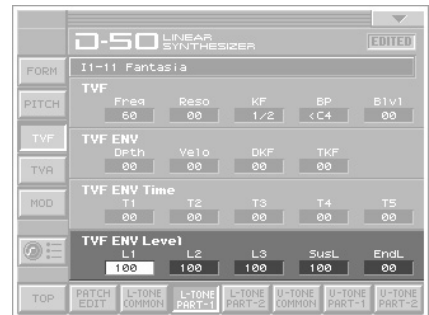 D-50 LINEAR SYNTHESIZER EDITED
FORM I1-11 Fantasia
PITCH TVF
Freq Reso KF BP Blvl
60 00 1/2 <C4 00
TVF TVF ENV
Dpth Velo DKF TKF
TVA 00 00 00 00
TVF ENV Time
MOD T1 T2 T3 T4 T5
00 00 00 00 00
TVF ENV Level
L1 L2 L3 SusL EndL
100 100 100 100 00
TOP PATCH EDIT L-TONE COMMON L-TONE PART-1 L-TONE PART-2 U-TONE COMMON U-TONE PART-1 U-TONE PART-2